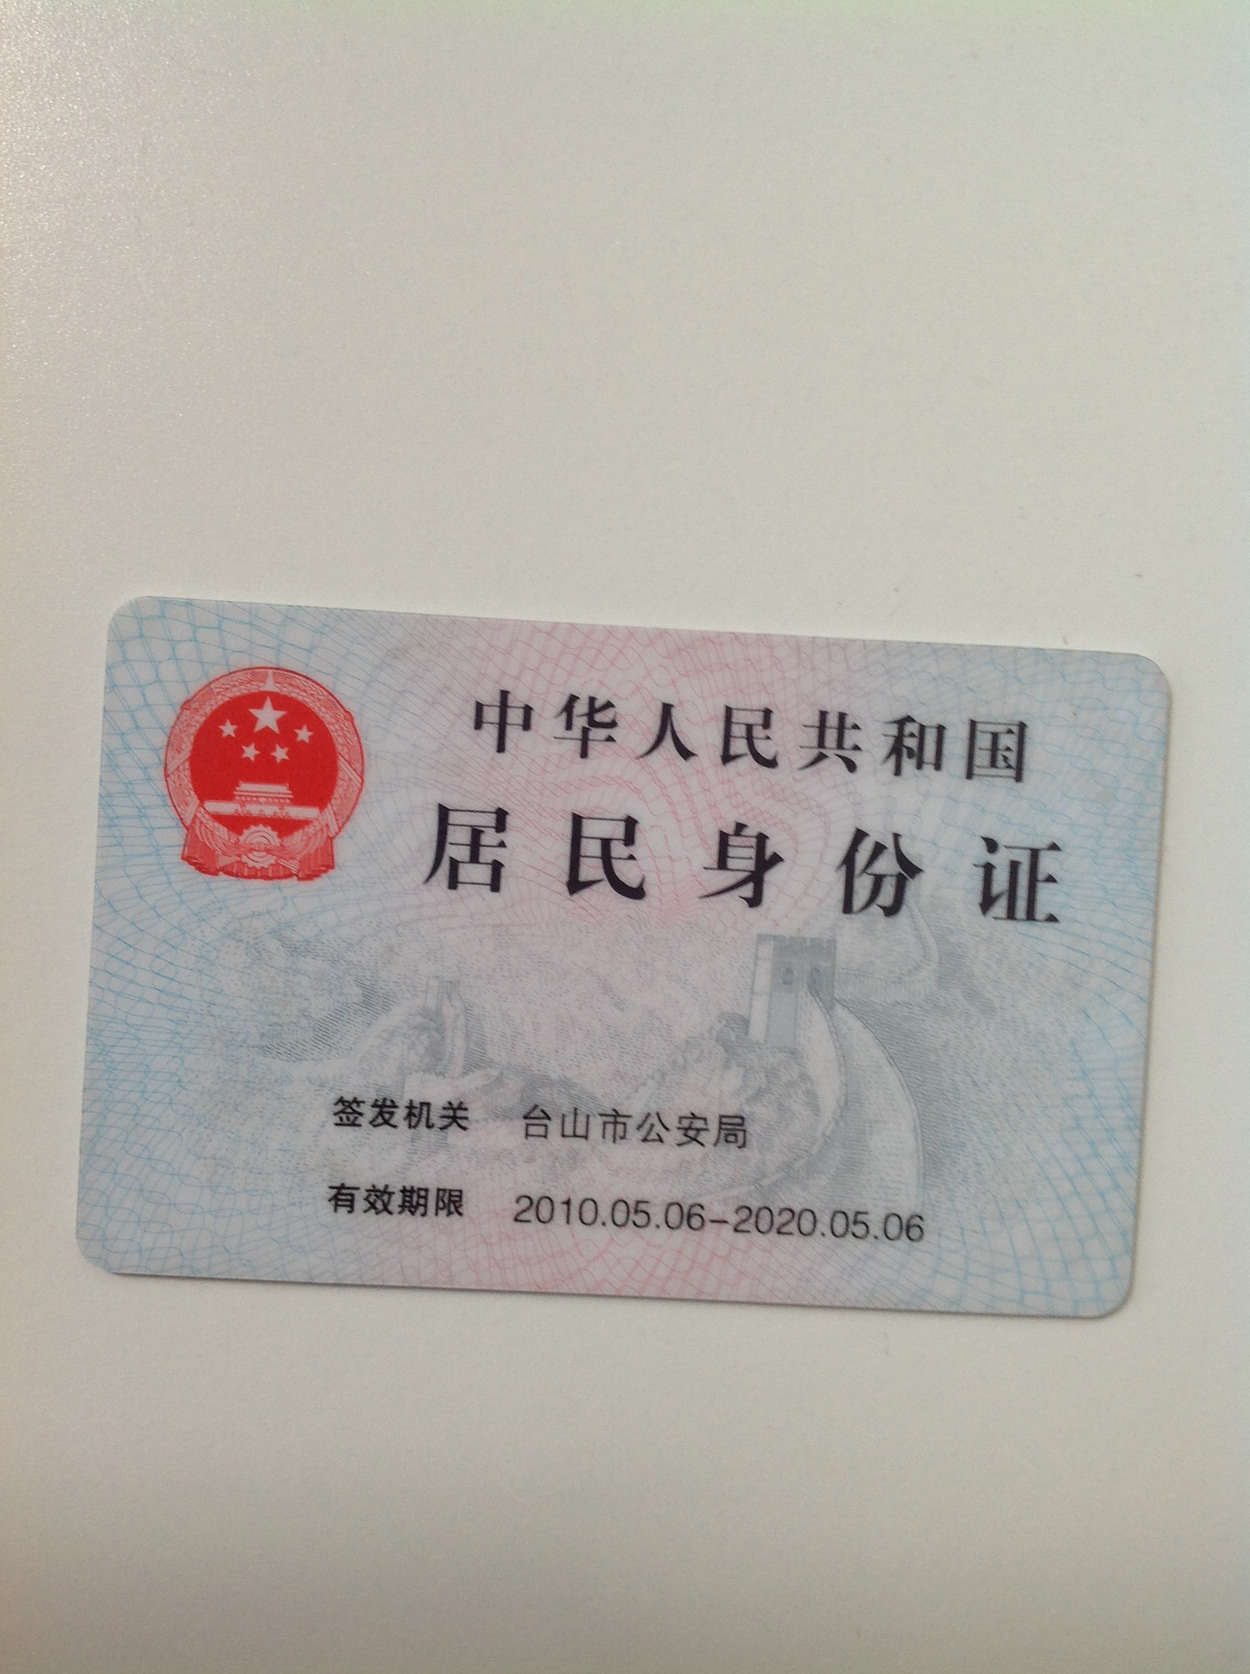 中华人民共和国
居民身份证
签发机关 台山市公安局
有效期限 2010.05.06-2020.05.06